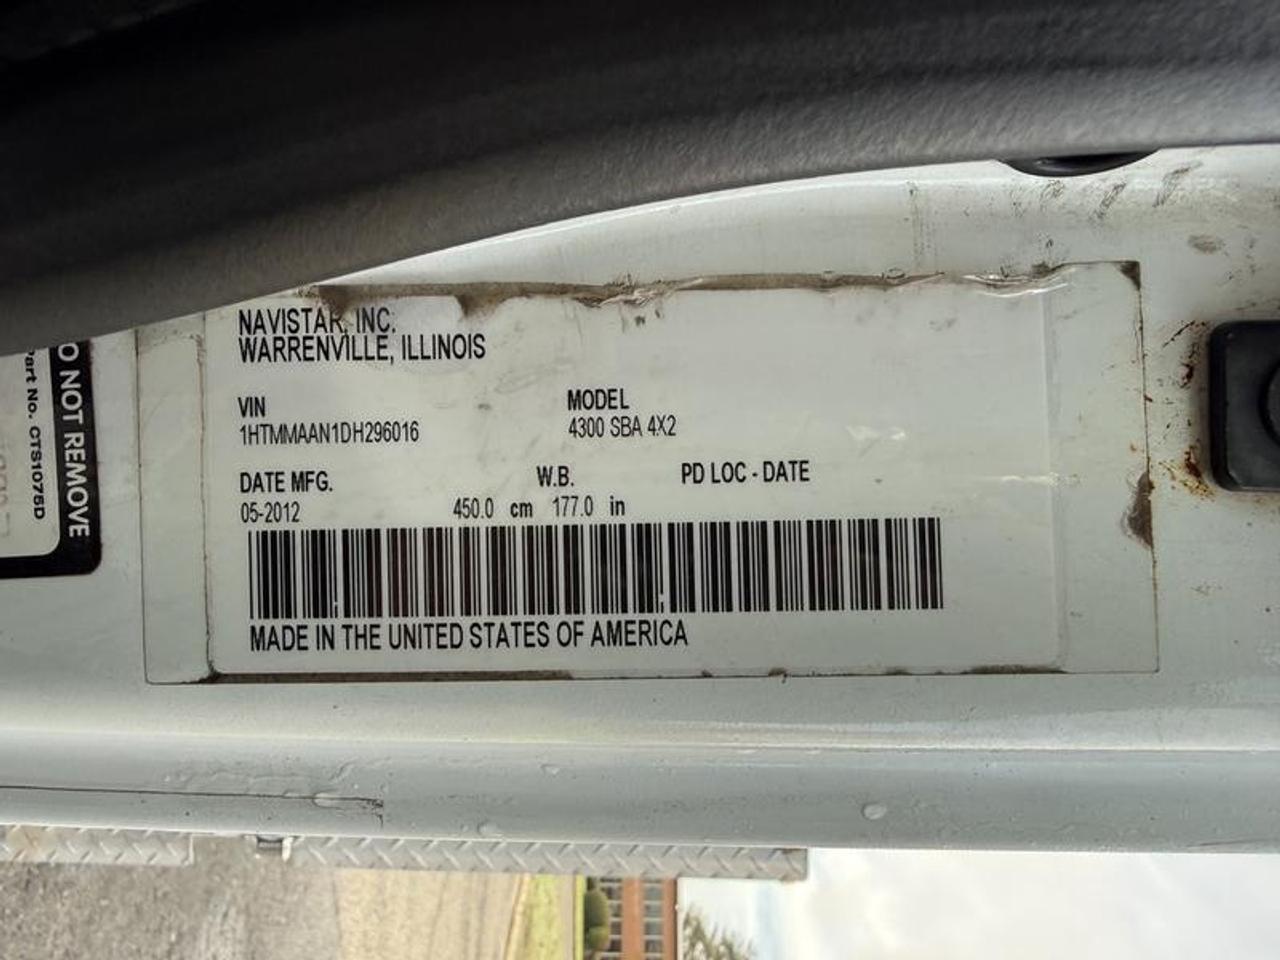 NAVISTAR, INC.
WARRENVILLE, ILLINOIS
VIN MODEL
1HTMMAAN1DH296016 4300 SBA 4X2
DATE MFG. W.B. PD LOC - DATE
05-2012 450.0 cm 177.0 in
MADE IN THE UNITED STATES OF AMERICA
O NOT REMOVE
Part No. CTS1075D